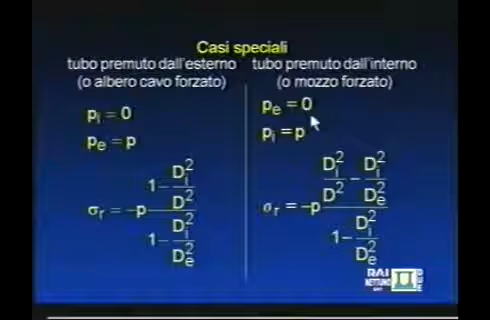 Casi speciali
tubo premuto dall'esterno
(o albero cavo forzato)
pᵢ = 0
pₑ = p
σᵣ = −p (1 − Dᵢ²/D²) / (1 − Dᵢ²/Dₑ²)
tubo premuto dall'interno
(o mozzo forzato)
pₑ = 0
pᵢ = p
σᵣ = −p (Dᵢ²/D² − Dᵢ²/Dₑ²) / (1 − Dᵢ²/Dₑ²)
RAI